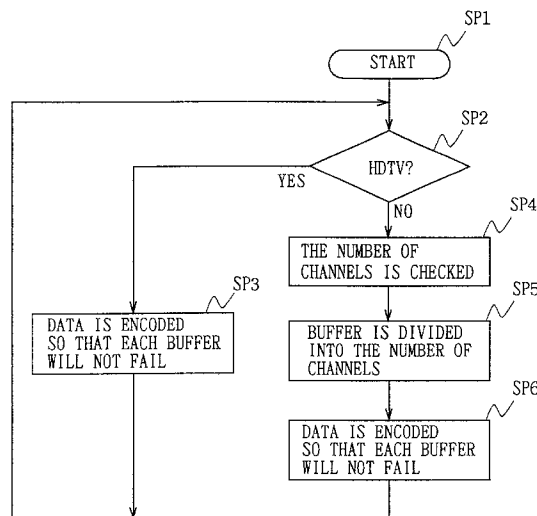 SP1
START
SP2
HDTV?
YES
NO
SP4
THE NUMBER OF
CHANNELS IS CHECKED
SP3
DATA IS ENCODED
SO THAT EACH BUFFER
WILL NOT FAIL
SP5
BUFFER IS DIVIDED
INTO THE NUMBER OF
CHANNELS
SP6
DATA IS ENCODED
SO THAT EACH BUFFER
WILL NOT FAIL